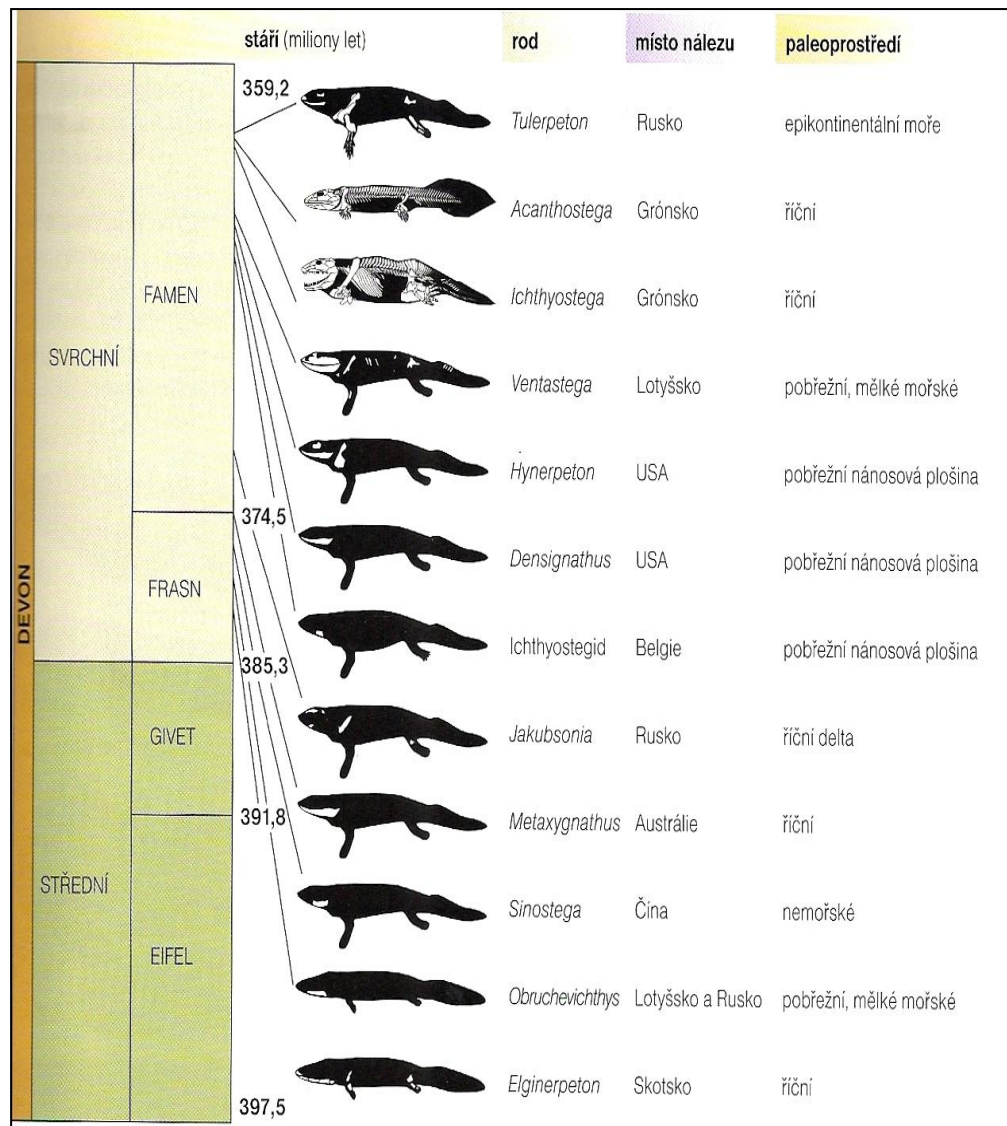 stáří (miliony let) rod místo nálezu paleoprostředí
359,2
Tulerpeton Rusko epikontinentální moře
Acanthostega Grónsko říční
FAMEN
Ichthyostega Grónsko říční
SVRCHNÍ
Ventastega Lotyšsko pobřežní, mělké mořské
Hynerpeton USA pobřežní nánosová plošina
374,5
Densignathus USA pobřežní nánosová plošina
FRASN
DEVON
Ichthyostegid Belgie pobřežní nánosová plošina
385,3
GIVET
Jakubsonia Rusko říčni delta
391,8
Metaxygnathus Austrálie říční
STŘEDNÍ
Sinostega Čína nemořské
EIFEL
Obruchevichthys Lotyšsko a Rusko pobřežní, mělké mořské
Elginerpeton Skotsko říční
397,5